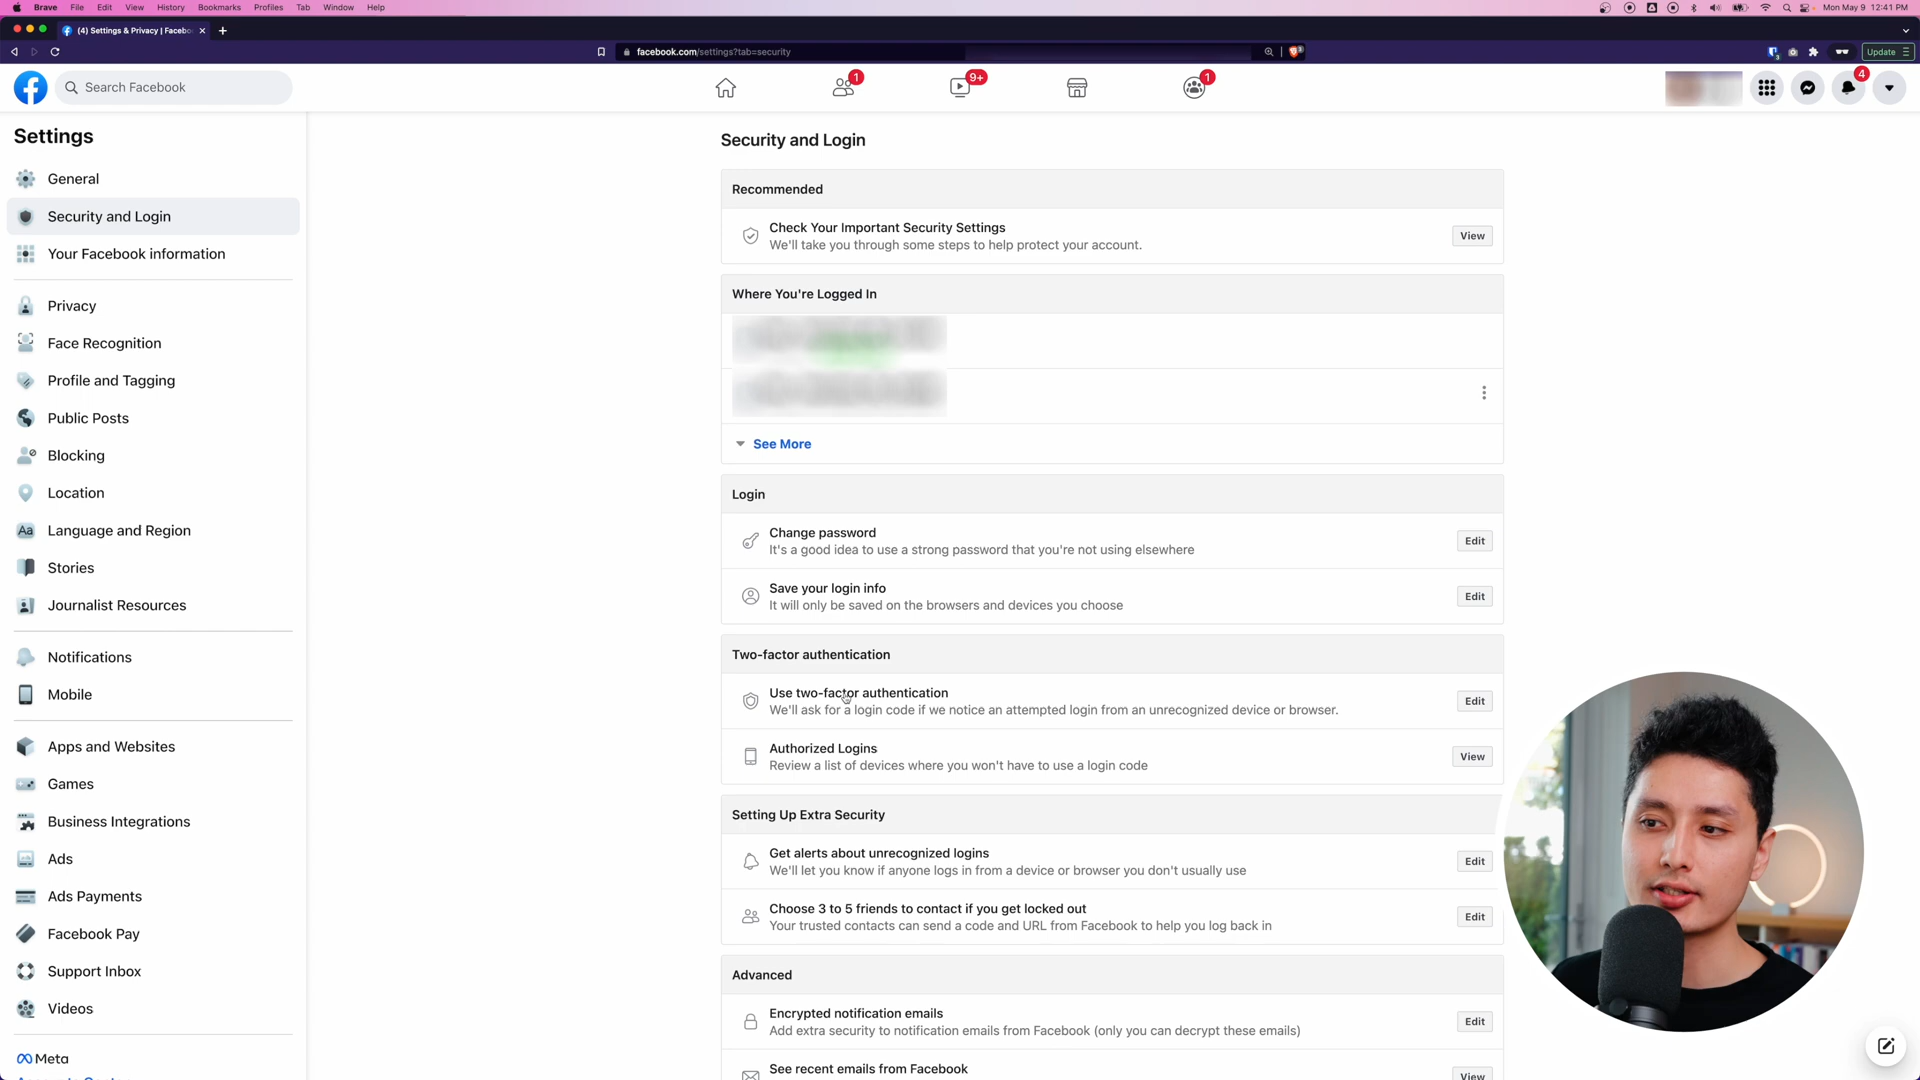 Brave File Edit View History Bookmarks Profiles Tab Window Help Mon May 9 12:41 PM
(4) Settings & Privacy | Facebo
facebook.com/settings?tab=security
Update
Search Facebook
1
9+
1
4
Settings
General
Security and Login
Your Facebook information
Privacy
Face Recognition
Profile and Tagging
Public Posts
Blocking
Location
Aa Language and Region
Stories
Journalist Resources
Notifications
Mobile
Apps and Websites
Games
Business Integrations
Ads
Ads Payments
Facebook Pay
Support Inbox
Videos
Meta
Security and Login
Recommended
Check Your Important Security Settings
We'll take you through some steps to help protect your account.
View
Where You're Logged In
See More
Login
Change password
It's a good idea to use a strong password that you're not using elsewhere
Edit
Save your login info
It will only be saved on the browsers and devices you choose
Edit
Two-factor authentication
Use two-factor authentication
We'll ask for a login code if we notice an attempted login from an unrecognized device or browser.
Edit
Authorized Logins
Review a list of devices where you won't have to use a login code
View
Setting Up Extra Security
Get alerts about unrecognized logins
We'll let you know if anyone logs in from a device or browser you don't usually use
Edit
Choose 3 to 5 friends to contact if you get locked out
Your trusted contacts can send a code and URL from Facebook to help you log back in
Edit
Advanced
Encrypted notification emails
Add extra security to notification emails from Facebook (only you can decrypt these emails)
Edit
See recent emails from Facebook
View